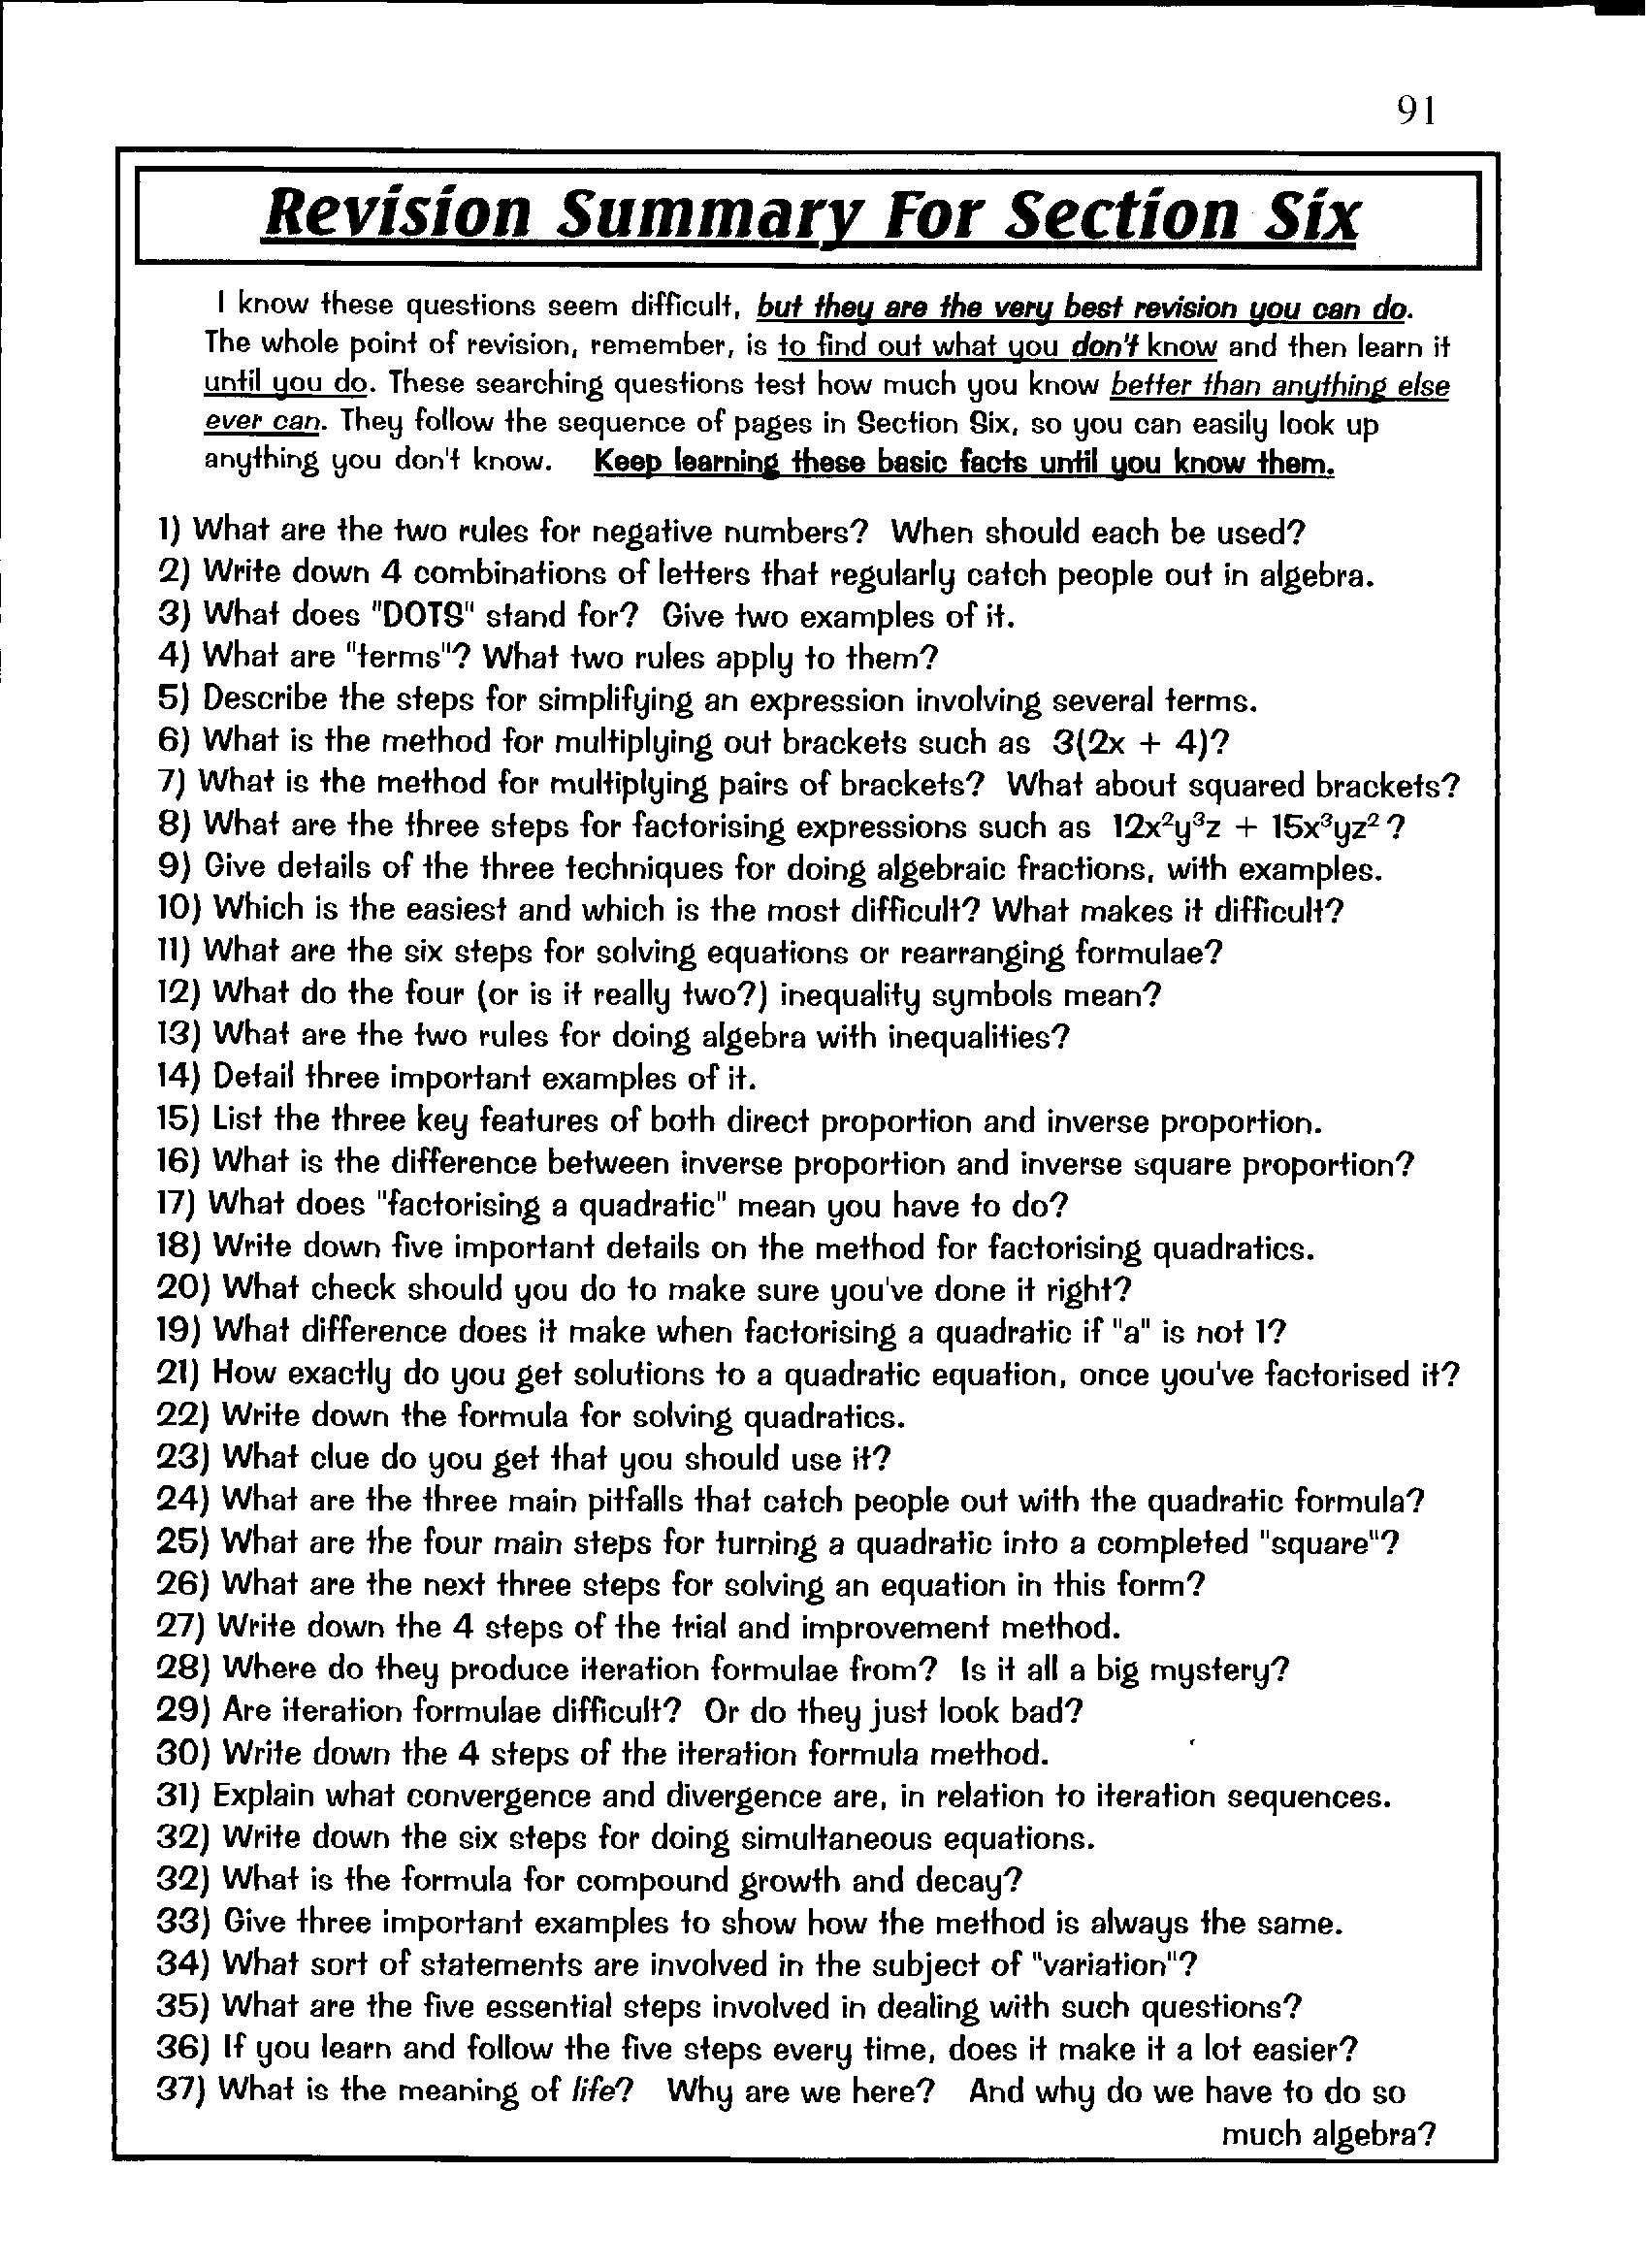 91
Revision Summary For Section Six
I know these questions seem difficult, but they are the very best revision you can do.
The whole point of revision, remember, is to find out what you don't know and then learn it
until you do. These searching questions test how much you know better than anything else
ever can. They follow the sequence of pages in Section Six, so you can easily look up
anything you don't know. Keep learning these basic facts until you know them.
1) What are the two rules for negative numbers? When should each be used?
2) Write down 4 combinations of letters that regularly catch people out in algebra.
3) What does "DOTS" stand for? Give two examples of it.
4) What are "terms"? What two rules apply to them?
5) Describe the steps for simplifying an expression involving several terms.
6) What is the method for multiplying out brackets such as 3(2x + 4)?
7) What is the method for multiplying pairs of brackets? What about squared brackets?
8) What are the three steps for factorising expressions such as 12x²y³z + 15x³yz² ?
9) Give details of the three techniques for doing algebraic fractions, with examples.
10) Which is the easiest and which is the most difficult? What makes it difficult?
11) What are the six steps for solving equations or rearranging formulae?
12) What do the four (or is it really two?) inequality symbols mean?
13) What are the two rules for doing algebra with inequalities?
14) Detail three important examples of it.
15) List the three key features of both direct proportion and inverse proportion.
16) What is the difference between inverse proportion and inverse square proportion?
17) What does "factorising a quadratic" mean you have to do?
18) Write down five important details on the method for factorising quadratics.
20) What check should you do to make sure you've done it right?
19) What difference does it make when factorising a quadratic if "a" is not 1?
21) How exactly do you get solutions to a quadratic equation, once you've factorised it?
22) Write down the formula for solving quadratics.
23) What clue do you get that you should use it?
24) What are the three main pitfalls that catch people out with the quadratic formula?
25) What are the four main steps for turning a quadratic into a completed "square"?
26) What are the next three steps for solving an equation in this form?
27) Write down the 4 steps of the trial and improvement method.
28) Where do they produce iteration formulae from? Is it all a big mystery?
29) Are iteration formulae difficult? Or do they just look bad?
30) Write down the 4 steps of the iteration formula method.
31) Explain what convergence and divergence are, in relation to iteration sequences.
32) Write down the six steps for doing simultaneous equations.
32) What is the formula for compound growth and decay?
33) Give three important examples to show how the method is always the same.
34) What sort of statements are involved in the subject of "variation"?
35) What are the five essential steps involved in dealing with such questions?
36) If you learn and follow the five steps every time, does it make it a lot easier?
37) What is the meaning of life? Why are we here? And why do we have to do so
much algebra?